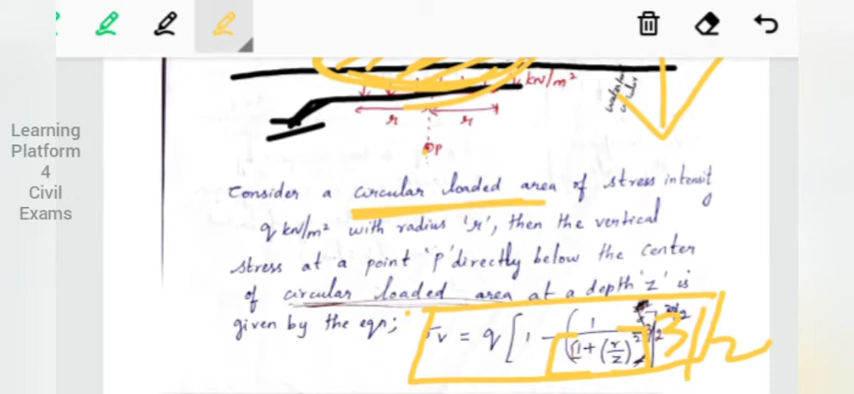 kN/m²
r r
P
Learning
Platform
4
Civil
Exams
Consider a circular loaded area of stress intensit
q kN/m² with radius 'r', then the vertical
stress at a point 'P' directly below the center
of circular loaded area at a depth 'z' is
given by the eqn; σv = q [1 - (1 / [1 + (r/z)²])^3/2] 3/2